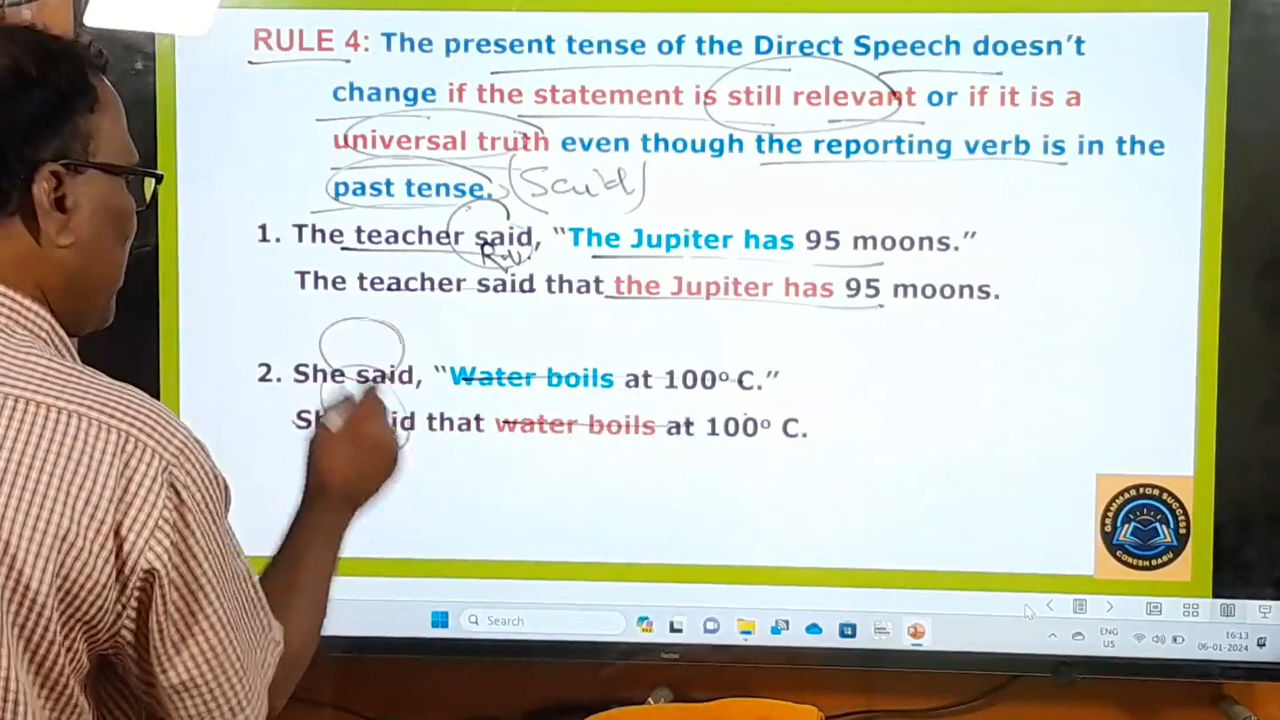 RULE 4: The present tense of the Direct Speech doesn't
change if the statement is still relevant or if it is a
universal truth even though the reporting verb is in the
past tense. (Said)
1. The teacher said, “The Jupiter has 95 moons.”
R.V.
The teacher said that the Jupiter has 95 moons.
2. She said, “Water boils at 100° C.”
that water boils at 100° C.
GRAMMAR FOR SUCCESS
GORESH BABU
Search
ENG
US
16:13
06-01-2024